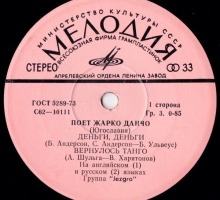 МИНИСТЕРСТВО КУЛЬТУРЫ СССР
МЕЛОДИЯ
ВСЕСОЮЗНАЯ ФИРМА ГРАМПЛАСТИНОК
СТЕРЕО 33
АПРЕЛЕВСКИЙ ОРДЕНА ЛЕНИНА ЗАВОД
ГОСТ 5289-73
С62—10111
1 сторона
Гр. 3. 0-85
ПОЕТ ЖАРКО ДАНЧО
(Югославия)
ДЕНЬГИ, ДЕНЬГИ
(Б. Андерсон, С. Андерсон—Б. Ульвеус)
ВЕРНУЛОСЬ ТАНГО
(А. Шульга—В. Харитонов)
На английском (1)
и русском (2) языках
Группа "Jezgro"